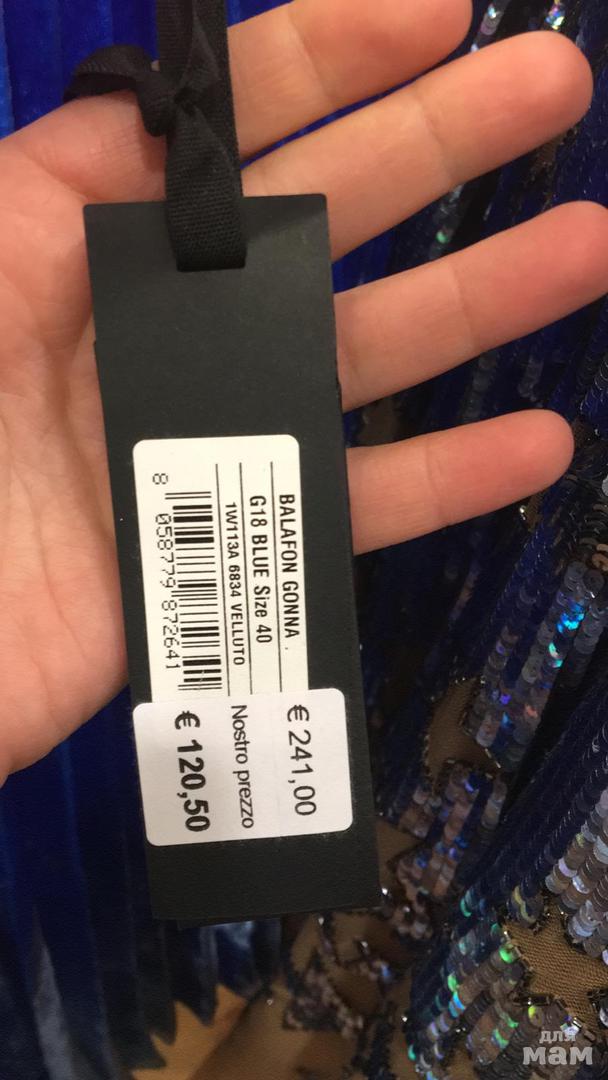 BALAFON GONNA .
G18 BLUE Size 40
1W113A 6834 VELLUTO
8 058779 872641
€ 241,00
Nostro prezzo
€ 120,50
для
мам